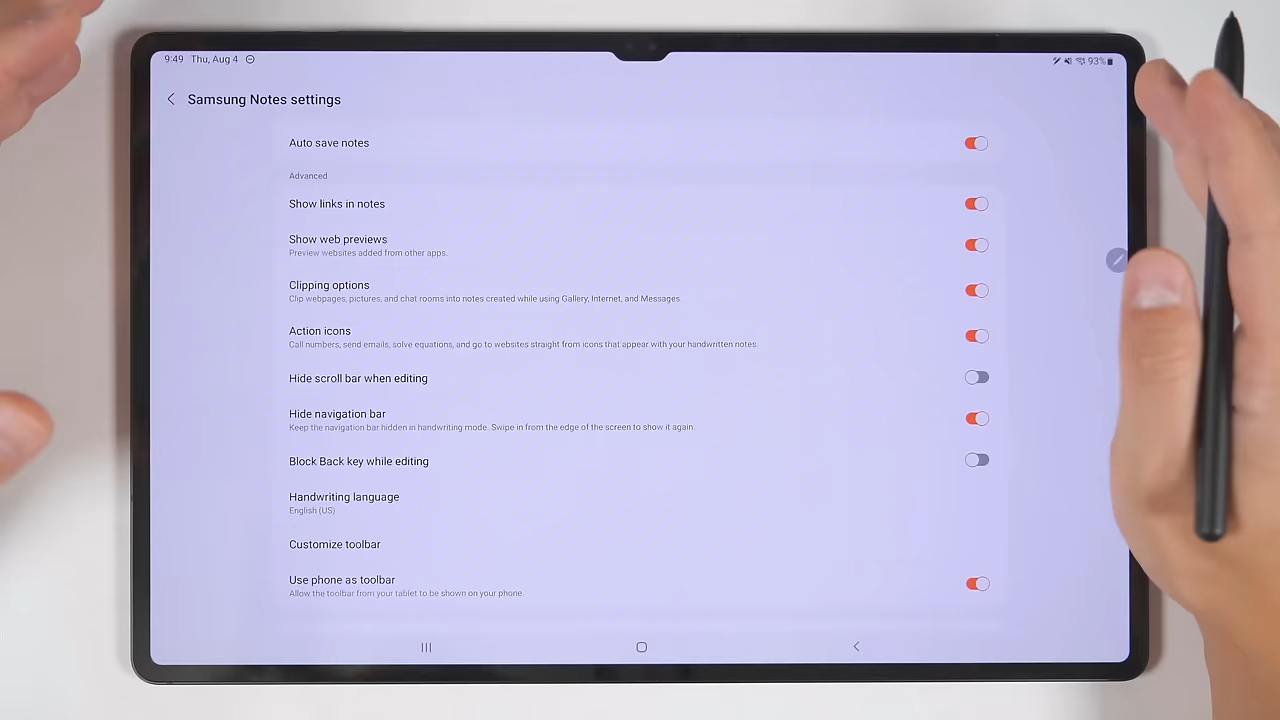 9:49 Thu, Aug 4
93%
Samsung Notes settings
Auto save notes
Advanced
Show links in notes
Show web previews
Preview websites added from other apps.
Clipping options
Clip webpages, pictures, and chat rooms into notes created while using Gallery, Internet, and Messages.
Action icons
Call numbers, send emails, solve equations, and go to websites straight from icons that appear with your handwritten notes.
Hide scroll bar when editing
Hide navigation bar
Keep the navigation bar hidden in handwriting mode. Swipe in from the edge of the screen to show it again.
Block Back key while editing
Handwriting language
English (US)
Customize toolbar
Use phone as toolbar
Allow the toolbar from your tablet to be shown on your phone.